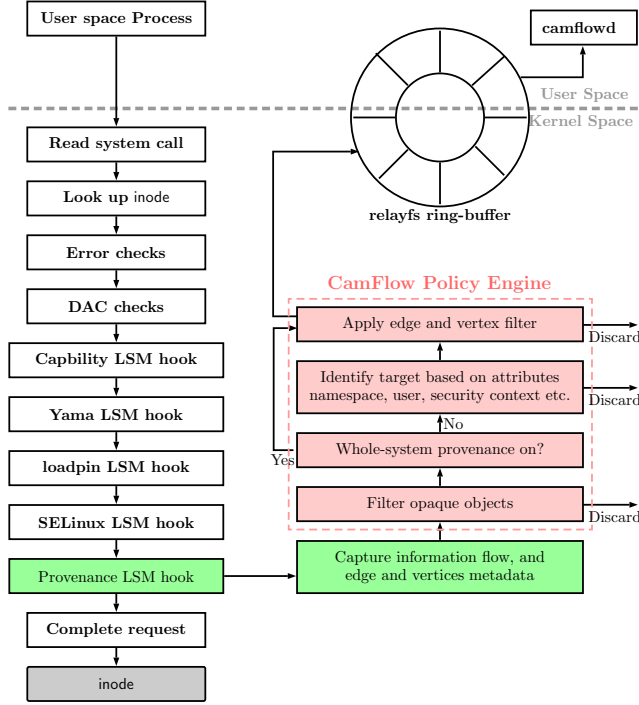 User space Process
camflowd
User Space
Kernel Space
Read system call
Look up inode
Error checks
DAC checks
Capbility LSM hook
Yama LSM hook
loadpin LSM hook
SELinux LSM hook
Provenance LSM hook
Complete request
inode
relayfs ring-buffer
CamFlow Policy Engine
Apply edge and vertex filter
Discard
Identify target based on attributes
namespace, user, security context etc.
Discard
No
Yes
Whole-system provenance on?
Filter opaque objects
Discard
Capture information flow, and
edge and vertices metadata